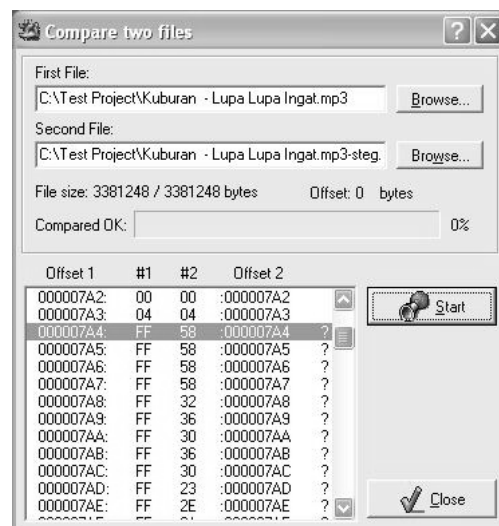 Compare two files
First File:
C:\Test Project\Kuburan - Lupa Lupa Ingat.mp3
Browse...
Second File:
C:\Test Project\Kuburan - Lupa Lupa Ingat.mp3-steg.
Browse...
File size: 3381248 / 3381248 bytes Offset: 0 bytes
Compared OK: 0%
Offset 1 #1 #2 Offset 2
000007A2: 00 00 :000007A2
000007A3: 04 04 :000007A3
000007A4: FF 58 :000007A4 ?
000007A5: FF 58 :000007A5 ?
000007A6: FF 58 :000007A6 ?
000007A7: FF 58 :000007A7 ?
000007A8: FF 32 :000007A8 ?
000007A9: FF 36 :000007A9 ?
000007AA: FF 30 :000007AA ?
000007AB: FF 36 :000007AB ?
000007AC: FF 30 :000007AC ?
000007AD: FF 23 :000007AD ?
000007AE: FF 2E :000007AE ?
Start
Close